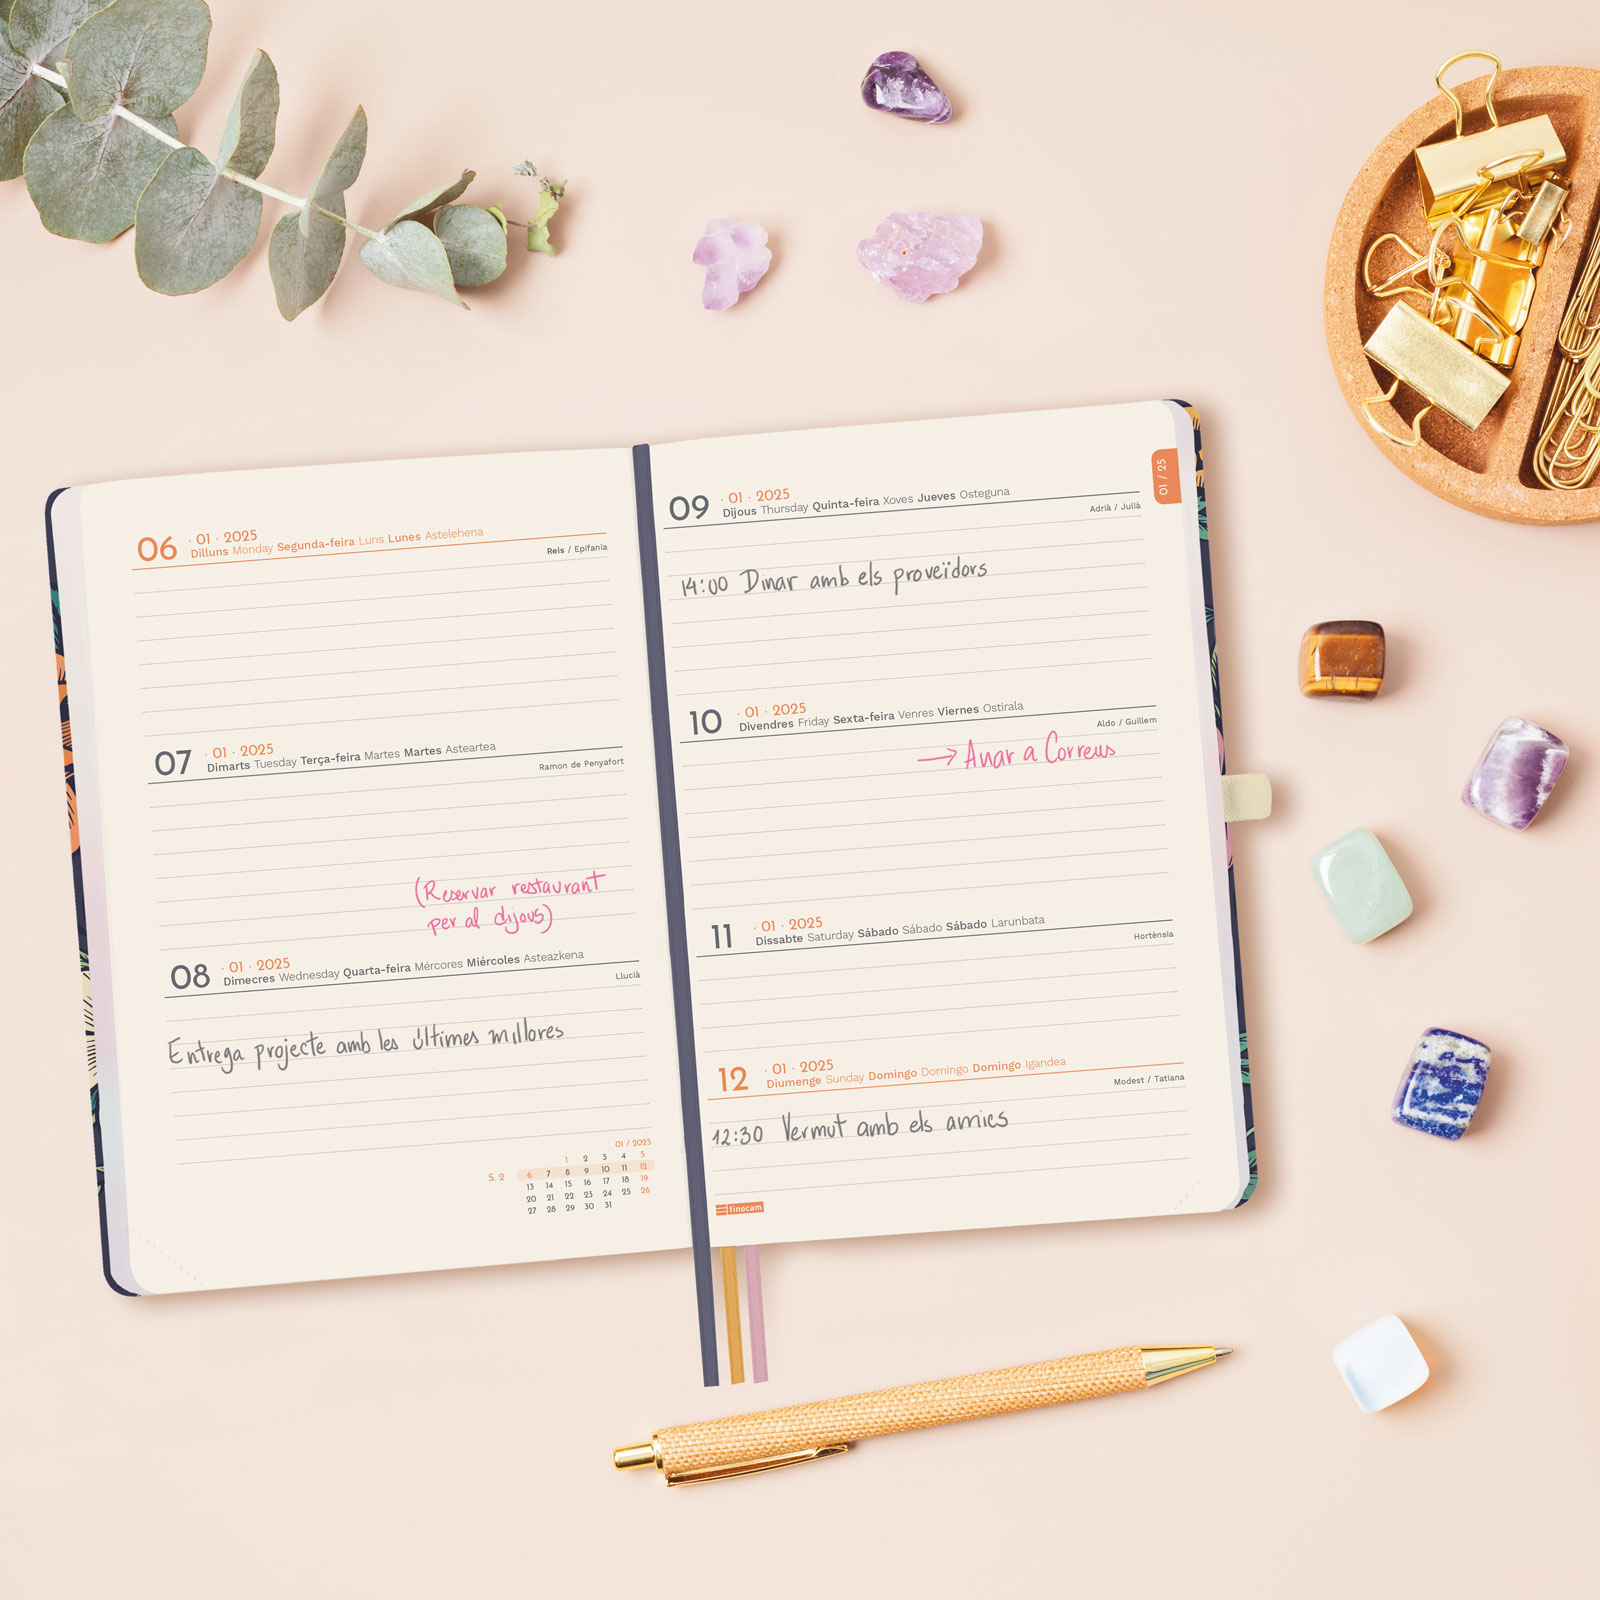 06 · 01 · 2025
Dilluns Monday Segunda-feira Luns Lunes Astelehena
Reis / Epifania
07 · 01 · 2025
Dimarts Tuesday Terça-feira Martes Martes Asteartea
Ramon de Penyafort
(Reservar restaurant
per al dijous)
08 · 01 · 2025
Dimecres Wednesday Quarta-feira Mércores Miércoles Asteazkena
Llucià
Entrega projecte amb les últimes millores
01 / 2025
1 2 3 4 5
S. 2 6 7 8 9 10 11 12
13 14 15 16 17 18 19
20 21 22 23 24 25 26
27 28 29 30 31
01 / 25
09 · 01 · 2025
Dijous Thursday Quinta-feira Xoves Jueves Osteguna
Adrià / Julià
14:00 Dinar amb els proveïdors
10 · 01 · 2025
Divendres Friday Sexta-feira Venres Viernes Ostirala
Aldo / Guillem
→ Anar a Correus
11 · 01 · 2025
Dissabte Saturday Sábado Sábado Sábado Larunbata
Hortènsia
12 · 01 · 2025
Diumenge Sunday Domingo Domingo Domingo Igandea
Modest / Tatiana
12:30 Vermut amb els amics
finocam